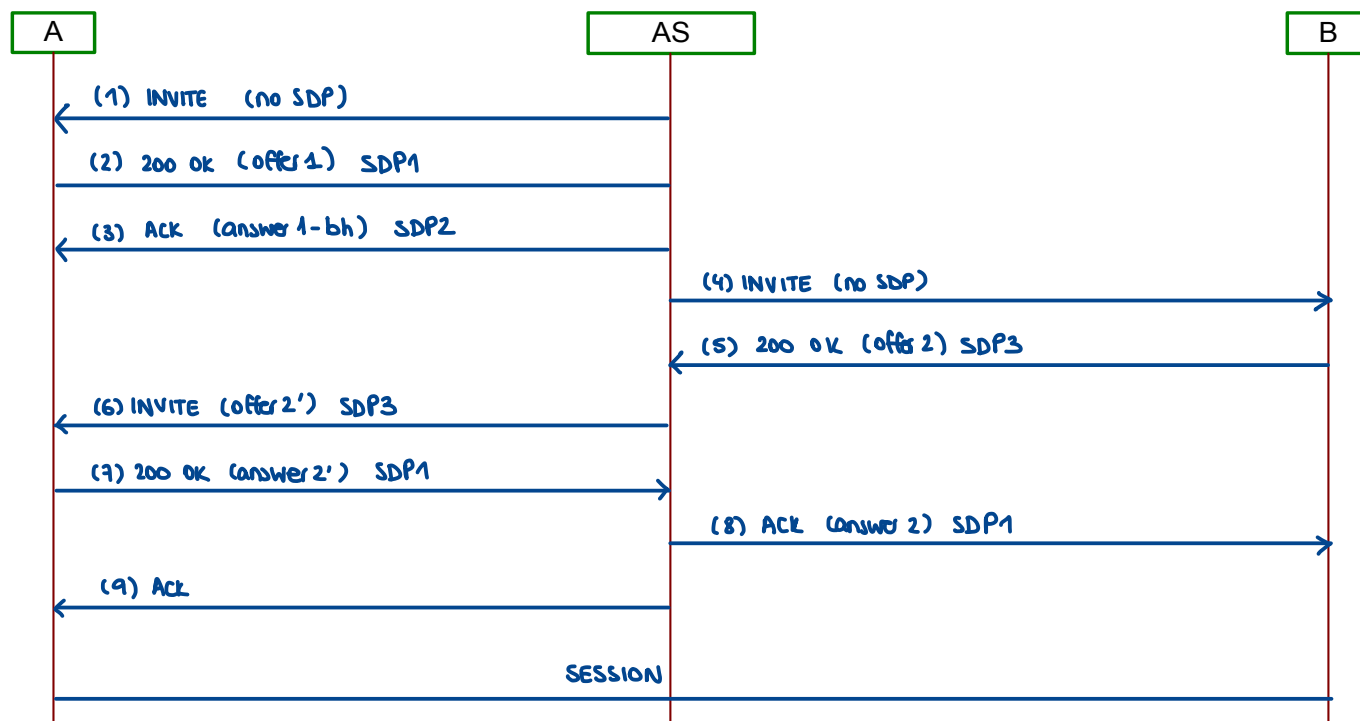 A
AS
B
(1) INVITE (no SDP)
(2) 200 OK (offer 1) SDP1
(3) ACK (answer 1-bh) SDP2
(4) INVITE (no SDP)
(5) 200 OK (offer 2) SDP3
(6) INVITE (offer 2') SDP3
(7) 200 OK (answer 2') SDP1
(8) ACK (answer 2) SDP1
(9) ACK
SESSION